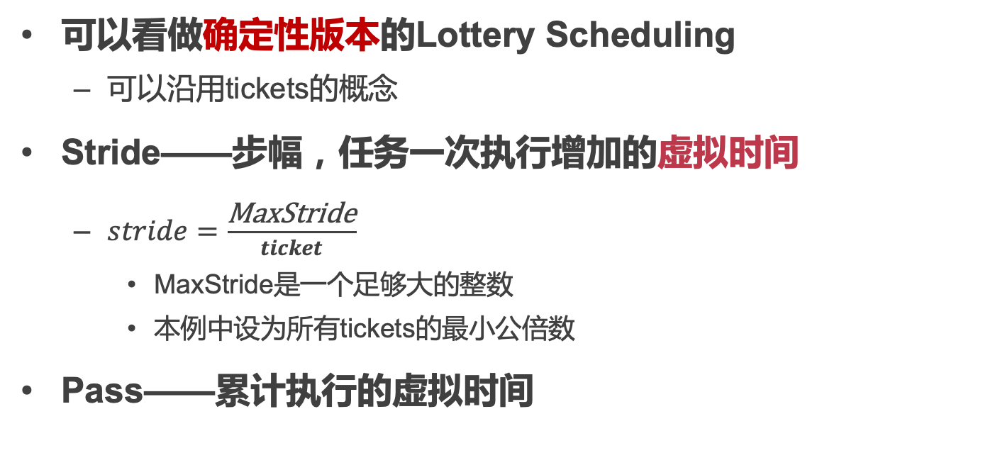 • 可以看做确定性版本的Lottery Scheduling
– 可以沿用tickets的概念
• Stride——步幅，任务一次执行增加的虚拟时间
– stride = MaxStride / ticket
• MaxStride是一个足够大的整数
• 本例中设为所有tickets的最小公倍数
• Pass——累计执行的虚拟时间